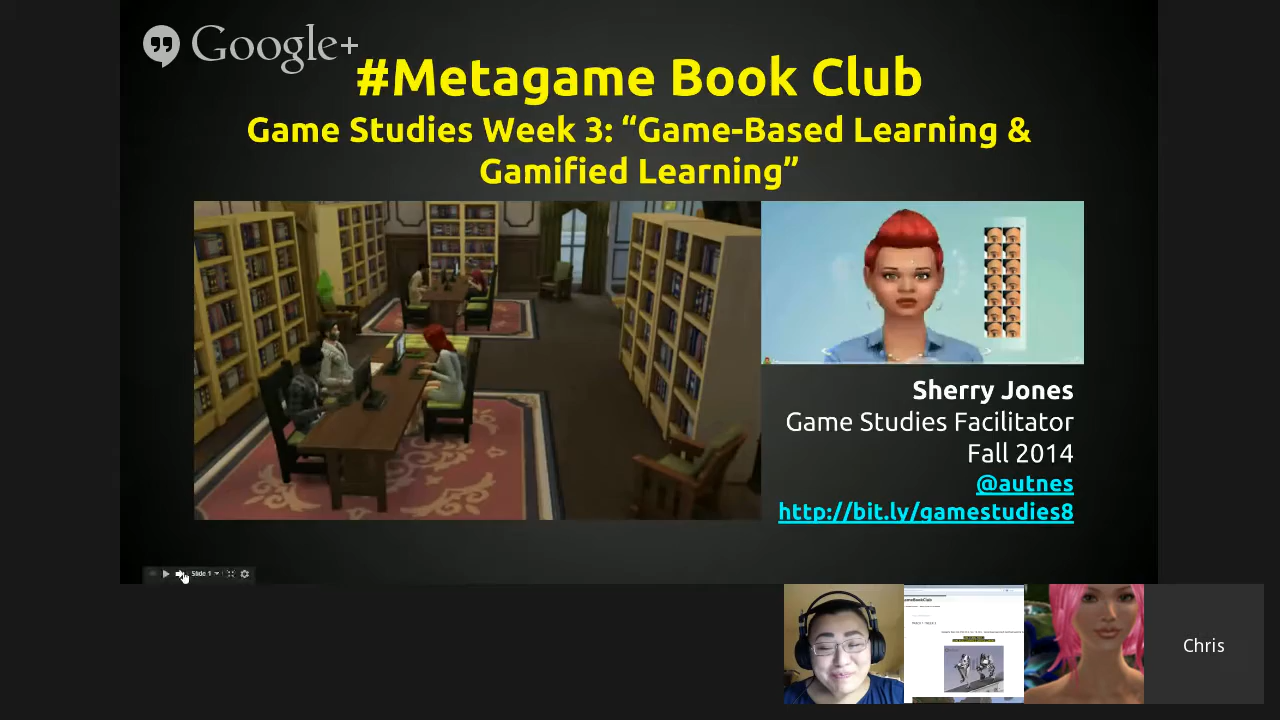 Google+
#Metagame Book Club
Game Studies Week 3: “Game-Based Learning &
Gamified Learning”
Sherry Jones
Game Studies Facilitator
Fall 2014
@autnes
http://bit.ly/gamestudies8
Slide 1
Chris